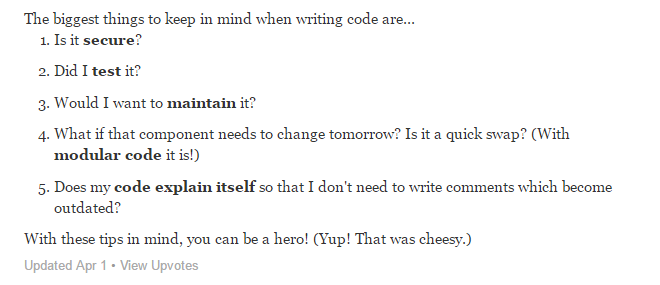 The biggest things to keep in mind when writing code are...
1. Is it secure?
2. Did I test it?
3. Would I want to maintain it?
4. What if that component needs to change tomorrow? Is it a quick swap? (With
modular code it is!)
5. Does my code explain itself so that I don't need to write comments which become
outdated?
With these tips in mind, you can be a hero! (Yup! That was cheesy.)
Updated Apr 1 • View Upvotes